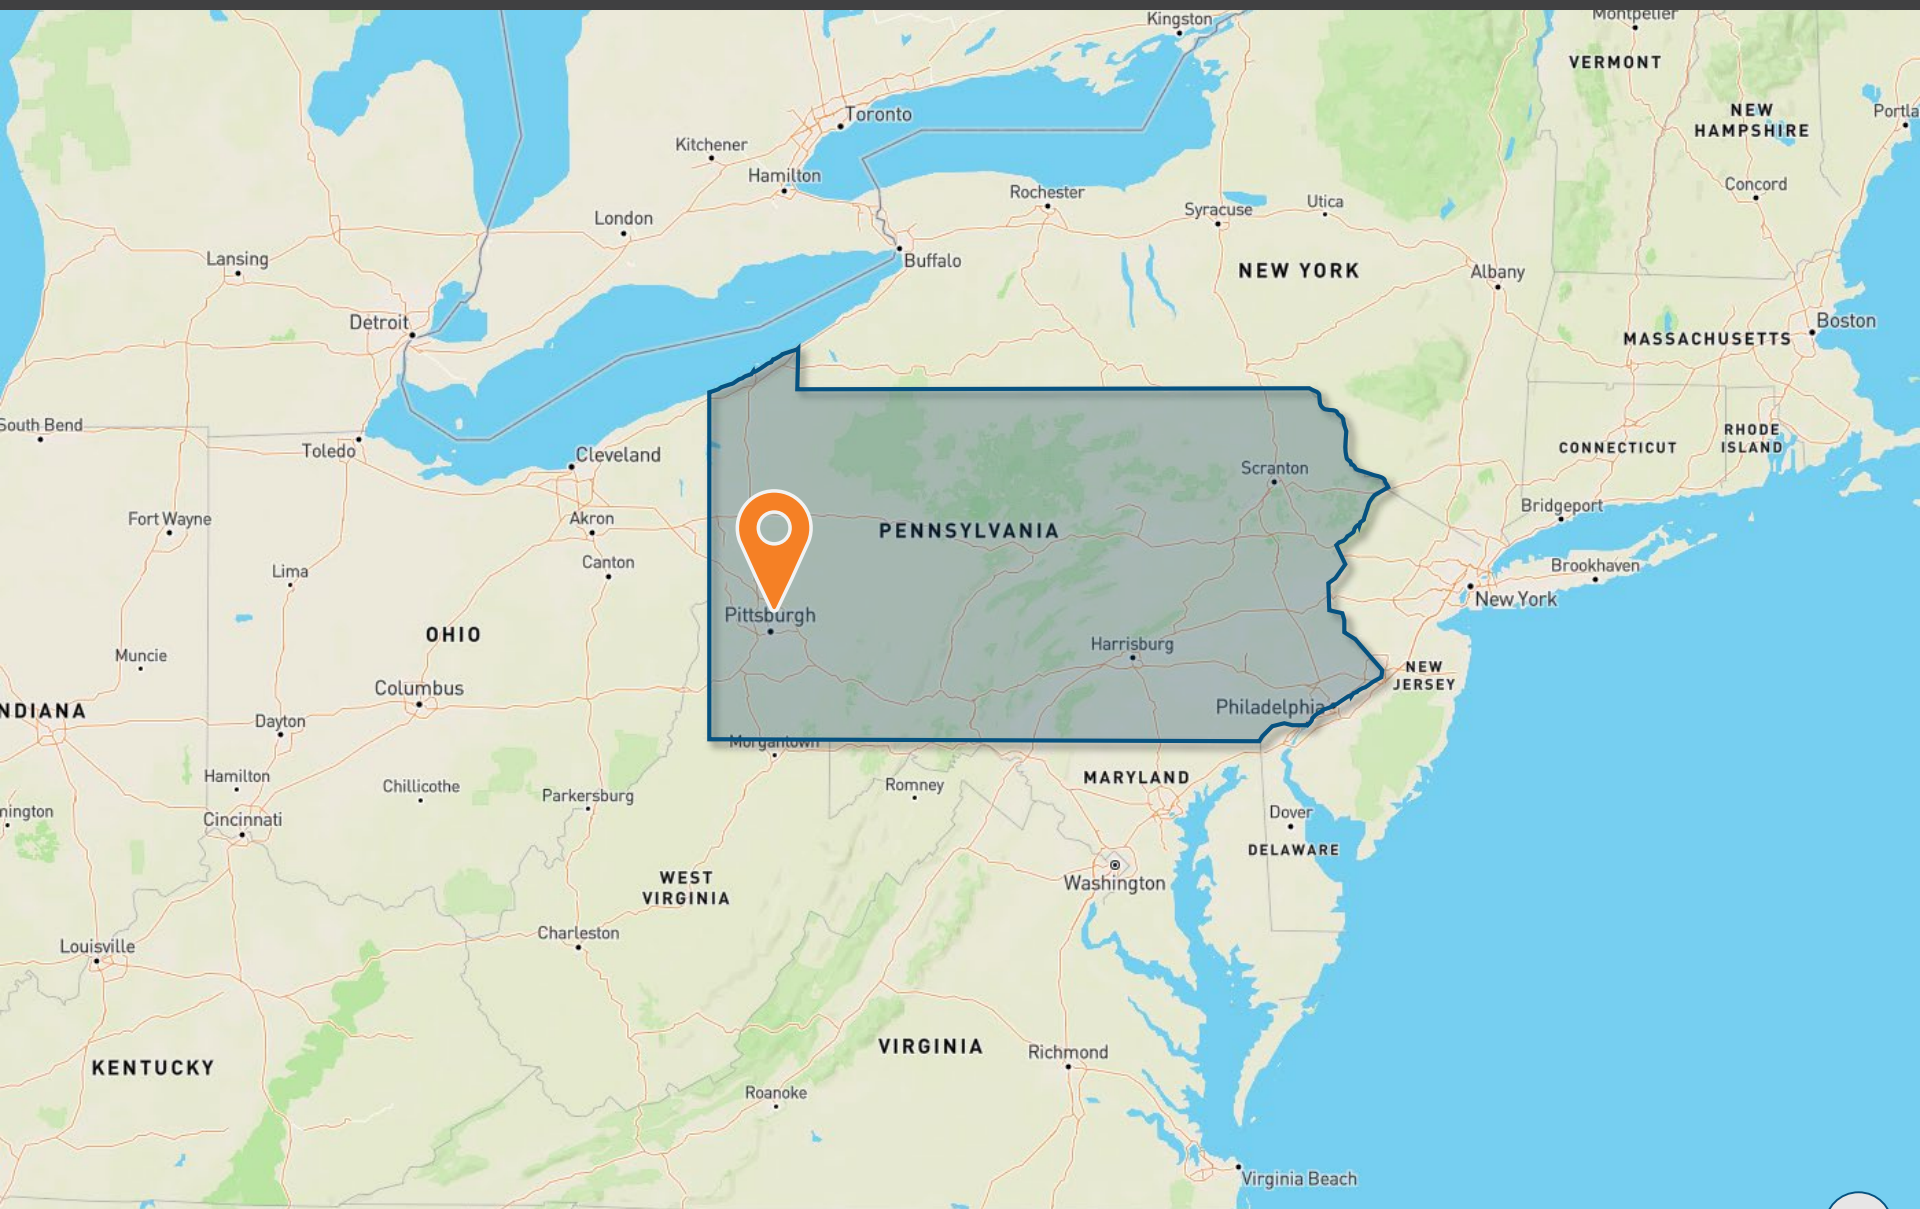 Kingston
Montpelier
VERMONT
NEW
HAMPSHIRE
Toronto
Kitchener
Hamilton
Rochester
Concord
London
Syracuse
Utica
Lansing
Buffalo
NEW YORK
Albany
Detroit
Boston
MASSACHUSETTS
South Bend
Toledo
Cleveland
RHODE
ISLAND
CONNECTICUT
Scranton
Fort Wayne
Akron
PENNSYLVANIA
Bridgeport
Canton
Lima
Brookhaven
New York
Pittsburgh
OHIO
Harrisburg
Muncie
NEW
JERSEY
Columbus
NDIANA
Dayton
Philadelphia
Morgantown
Hamilton
Chillicothe
Parkersburg
Romney
MARYLAND
Cincinnati
Dover
DELAWARE
WEST
VIRGINIA
Washington
Charleston
Louisville
VIRGINIA
Richmond
KENTUCKY
Roanoke
Virginia Beach